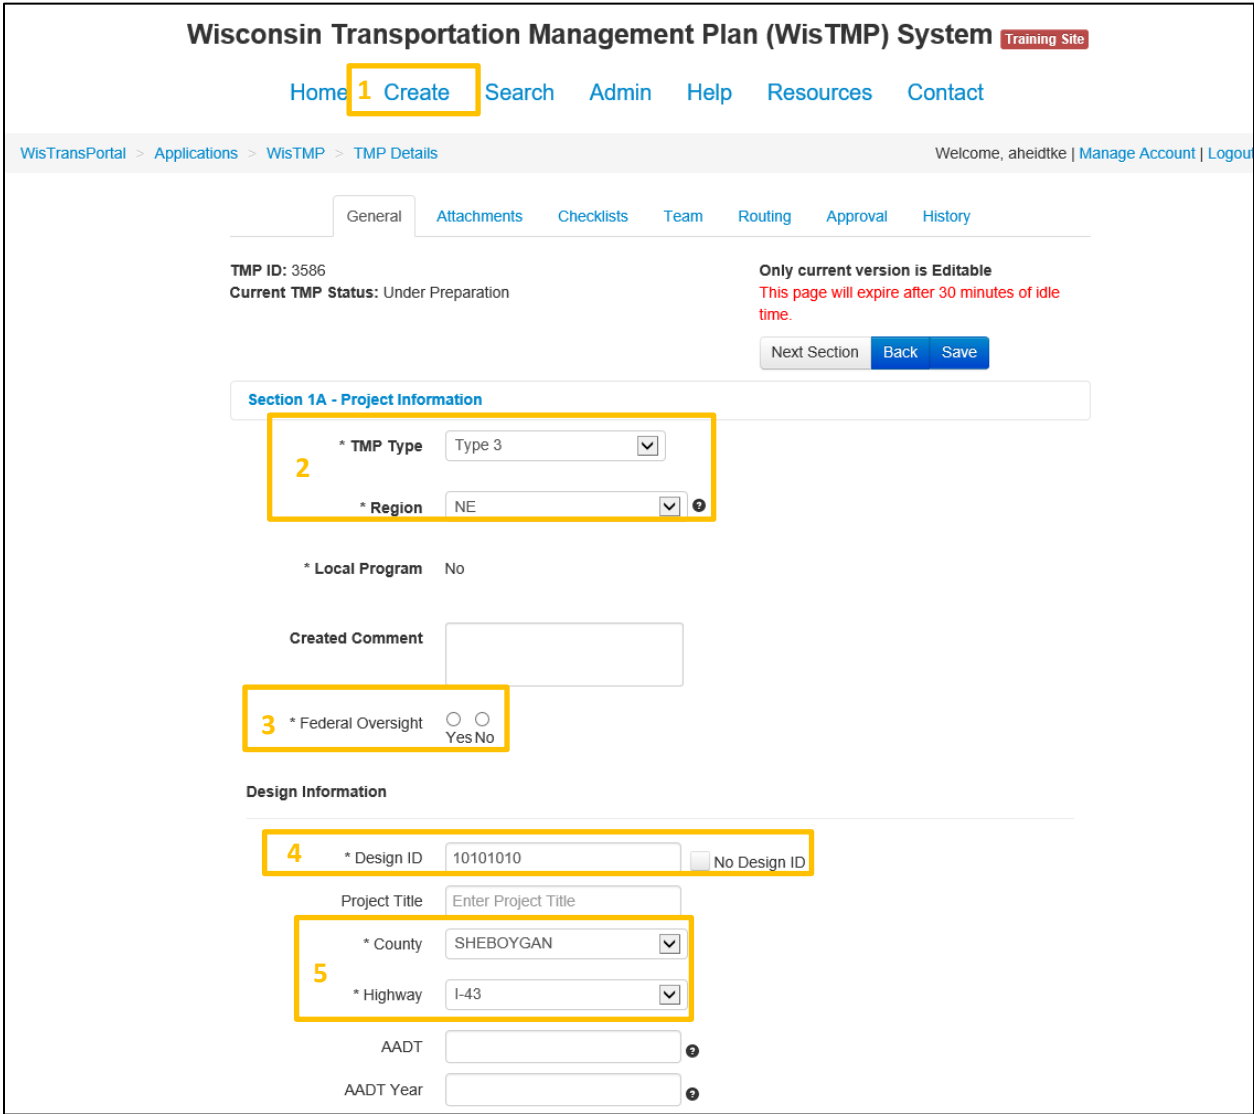 Wisconsin Transportation Management Plan (WisTMP) System Training Site
Home 1 Create Search Admin Help Resources Contact
WisTransPortal > Applications > WisTMP > TMP Details Welcome, aheidtke | Manage Account | Logout
General Attachments Checklists Team Routing Approval History
TMP ID: 3586 Only current version is Editable
Current TMP Status: Under Preparation This page will expire after 30 minutes of idle
time.
Next Section Back Save
Section 1A - Project Information
* TMP Type Type 3
2
* Region NE ?
* Local Program No
Created Comment
3 * Federal Oversight
Yes No
Design Information
4 * Design ID 10101010 No Design ID
Project Title Enter Project Title
* County SHEBOYGAN
5
* Highway I-43
AADT ?
AADT Year ?